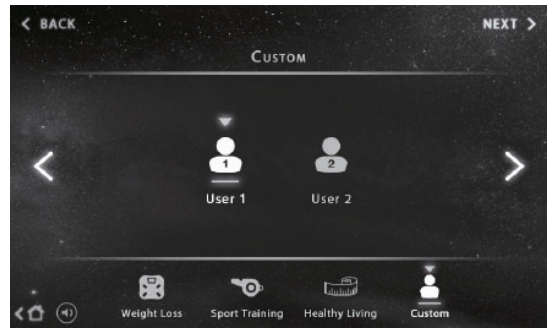 BACK
NEXT
CUSTOM
1
2
User 1
User 2
Weight Loss
Sport Training
Healthy Living
Custom